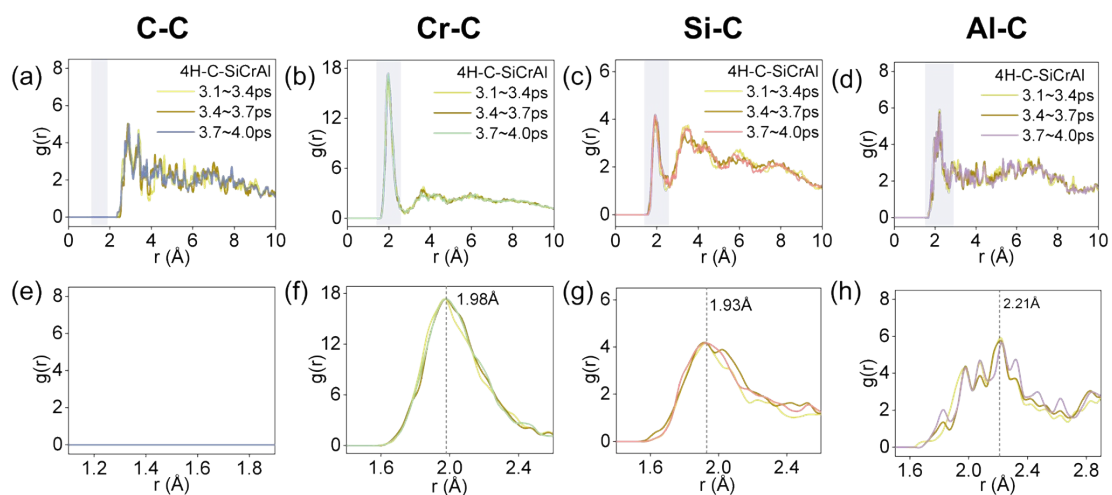 C-C
Cr-C
Si-C
Al-C
(a)
8
6
4
2
0
g(r)
4H-C-SiCrAl
3.1~3.4ps
3.4~3.7ps
3.7~4.0ps
0 2 4 6 8 10
r (Å)
(b)
18
12
6
0
g(r)
4H-C-SiCrAl
3.1~3.4ps
3.4~3.7ps
3.7~4.0ps
0 2 4 6 8 10
r (Å)
(c)
8
6
4
2
0
g(r)
4H-C-SiCrAl
3.1~3.4ps
3.4~3.7ps
3.7~4.0ps
0 2 4 6 8 10
r (Å)
(d)
8
6
4
2
0
g(r)
4H-C-SiCrAl
3.1~3.4ps
3.4~3.7ps
3.7~4.0ps
0 2 4 6 8 10
r (Å)
(e)
8
6
4
2
0
g(r)
1.2 1.4 1.6 1.8
r (Å)
(f)
18
12
6
0
g(r)
1.98Å
1.6 2.0 2.4
r (Å)
(g)
6
4
2
0
g(r)
1.93Å
1.6 2.0 2.4
r (Å)
(h)
8
6
4
2
0
g(r)
2.21Å
1.6 2.0 2.4 2.8
r (Å)